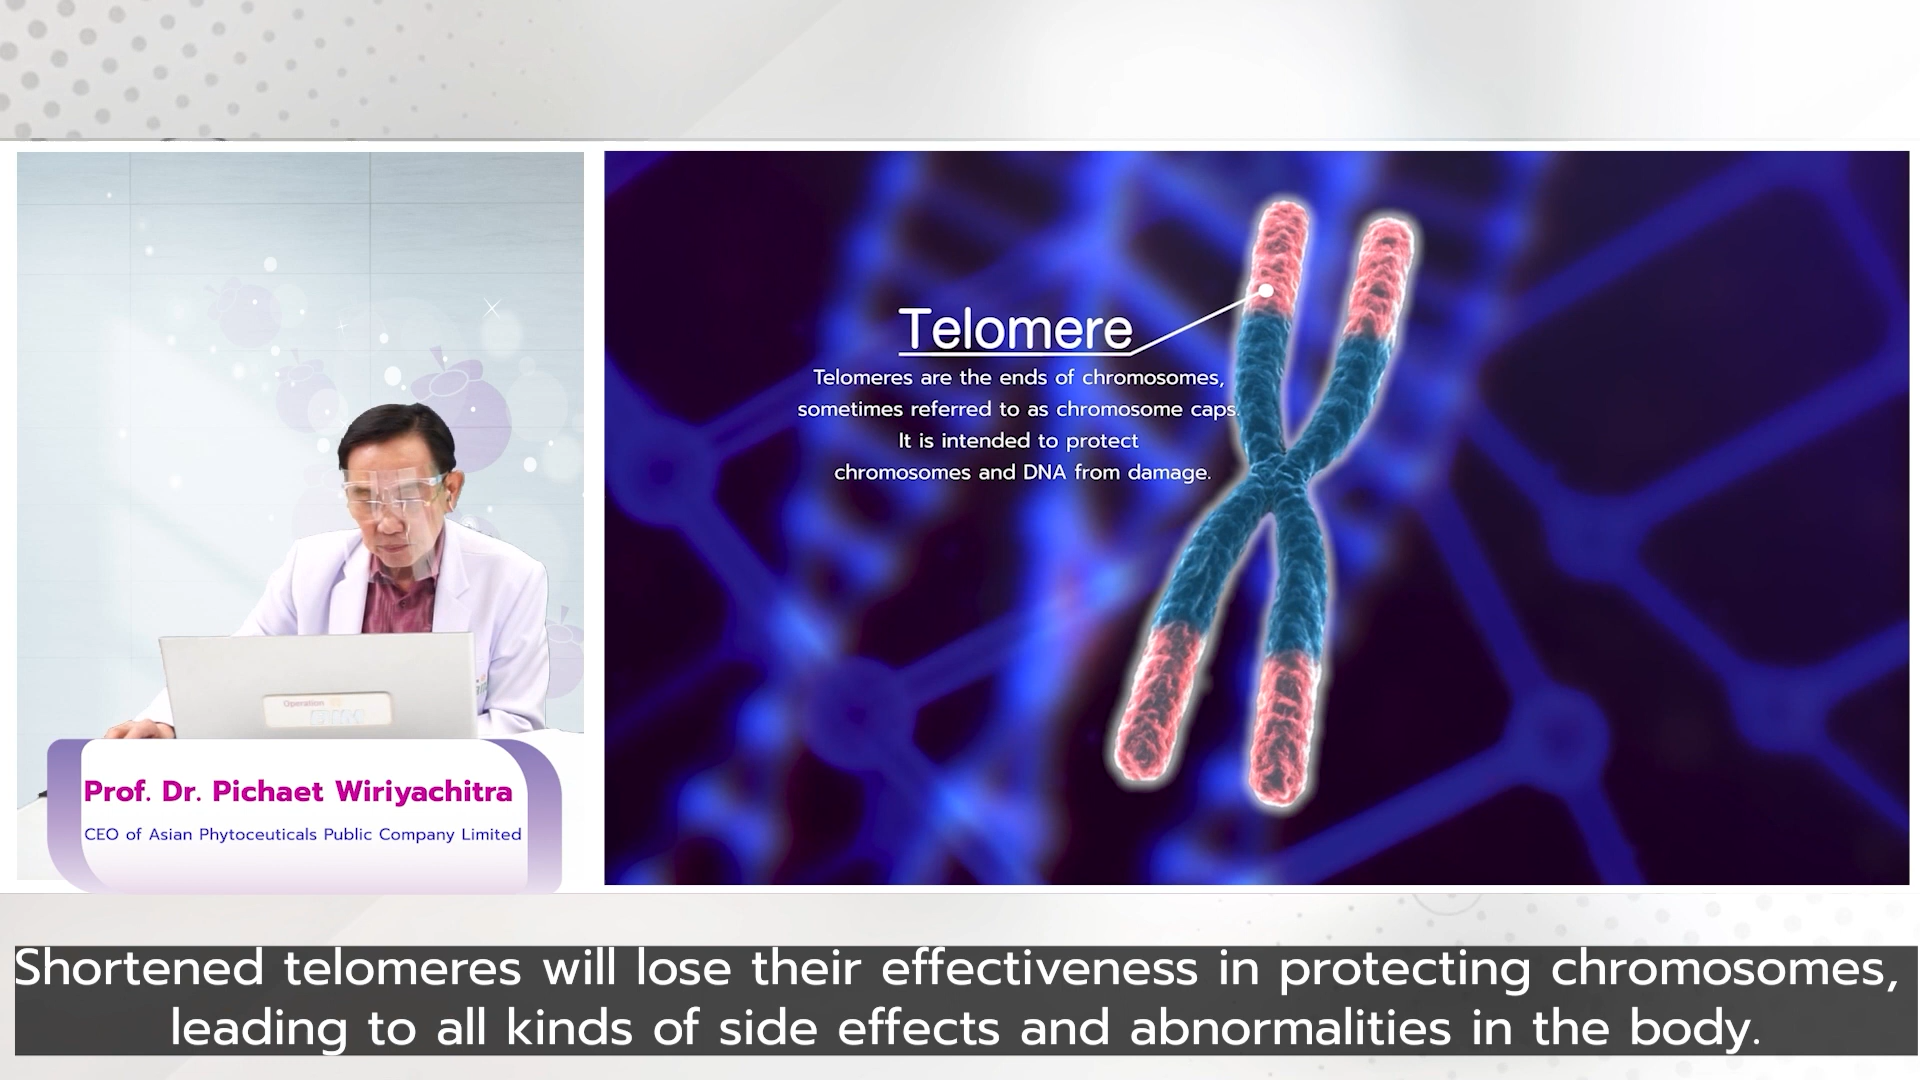 Telomere
Telomeres are the ends of chromosomes,
sometimes referred to as chromosome caps.
It is intended to protect
chromosomes and DNA from damage.
Operation
Prof. Dr. Pichaet Wiriyachitra
CEO of Asian Phytoceuticals Public Company Limited
Shortened telomeres will lose their effectiveness in protecting chromosomes,
leading to all kinds of side effects and abnormalities in the body.